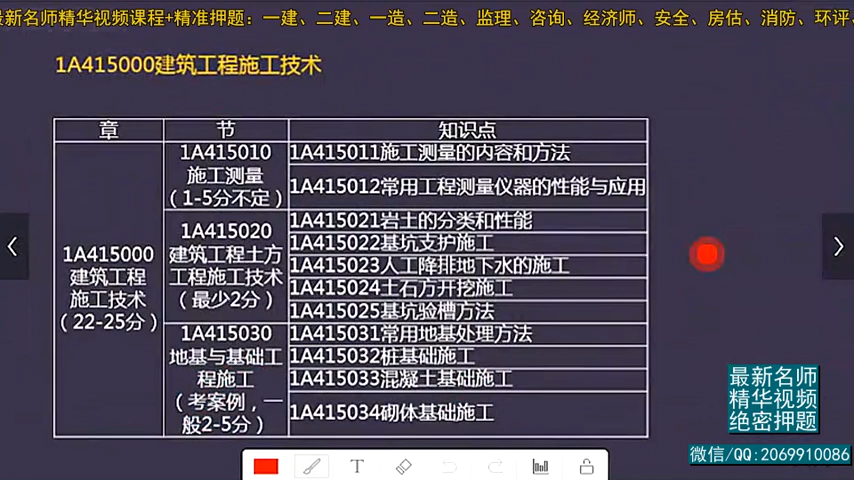 最新名师精华视频课程+精准押题：一建、二建、一造、二造、监理、咨询、经济师、安全、房估、消防、环评、
1A415000建筑工程施工技术
章 节 知识点
1A415000
建筑工程
施工技术
（22-25分）
1A415010
施工测量
（1-5分不定）
1A415011施工测量的内容和方法
1A415012常用工程测量仪器的性能与应用
1A415020
建筑工程土方
工程施工技术
（最少2分）
1A415021岩土的分类和性能
1A415022基坑支护施工
1A415023人工降排地下水的施工
1A415024土石方开挖施工
1A415025基坑验槽方法
1A415030
地基与基础工
程施工
（考案例，一
般2-5分）
1A415031常用地基处理方法
1A415032桩基础施工
1A415033混凝土基础施工
1A415034砌体基础施工
最新名师
精华视频
绝密押题
微信/QQ:2069910086
T